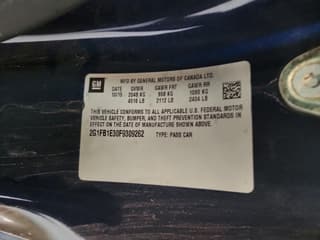 GM
MFD BY GENERAL MOTORS OF CANADA LTD.
DATE GVWR GAWR FRT GAWR RR
10/15 2049 KG 958 KG 1090 KG
4516 LB 2112 LB 2404 LB
THIS VEHICLE CONFORMS TO ALL APPLICABLE U.S. FEDERAL MOTOR
VEHICLE SAFETY, BUMPER, AND THEFT PREVENTION STANDARDS IN
EFFECT ON THE DATE OF MANUFACTURE SHOWN ABOVE.
2G1FB1E30F9309262
TYPE: PASS CAR